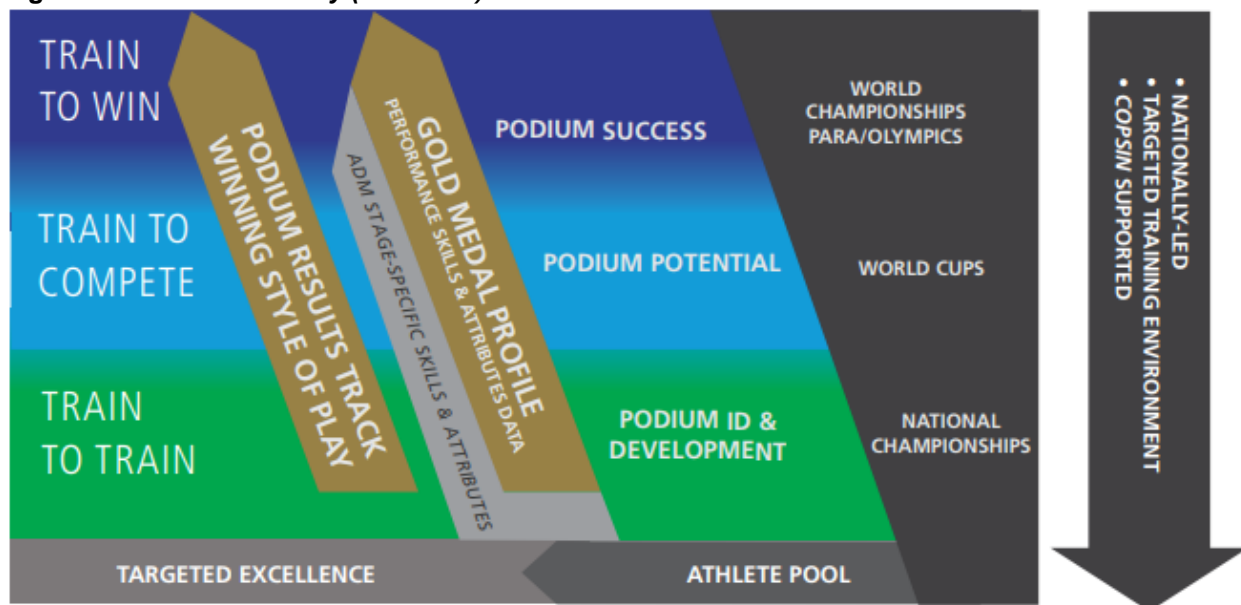 TRAIN
TO WIN
TRAIN TO
COMPETE
TRAIN
TO TRAIN
PODIUM RESULTS TRACK
WINNING STYLE OF PLAY
GOLD MEDAL PROFILE
PERFORMANCE SKILLS & ATTRIBUTES DATA
ADM STAGE-SPECIFIC SKILLS & ATTRIBUTES
PODIUM SUCCESS
PODIUM POTENTIAL
PODIUM ID &
DEVELOPMENT
WORLD
CHAMPIONSHIPS
PARA/OLYMPICS
WORLD CUPS
NATIONAL
CHAMPIONSHIPS
TARGETED EXCELLENCE
ATHLETE POOL
• NATIONALLY-LED
• TARGETED TRAINING ENVIRONMENT
• COPSIN SUPPORTED